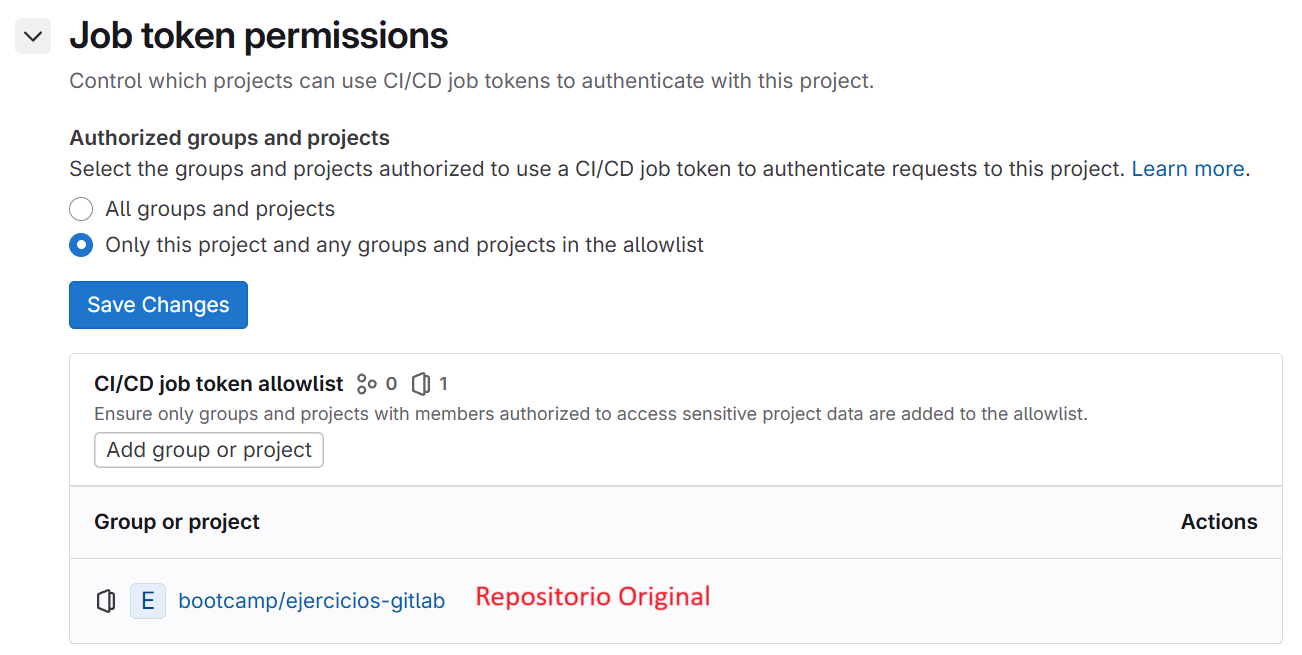 Job token permissions
Control which projects can use CI/CD job tokens to authenticate with this project.
Authorized groups and projects
Select the groups and projects authorized to use a CI/CD job token to authenticate requests to this project. Learn more.
All groups and projects
Only this project and any groups and projects in the allowlist
Save Changes
CI/CD job token allowlist 0 1
Ensure only groups and projects with members authorized to access sensitive project data are added to the allowlist.
Add group or project
Group or project Actions
E bootcamp/ejercicios-gitlab Repositorio Original